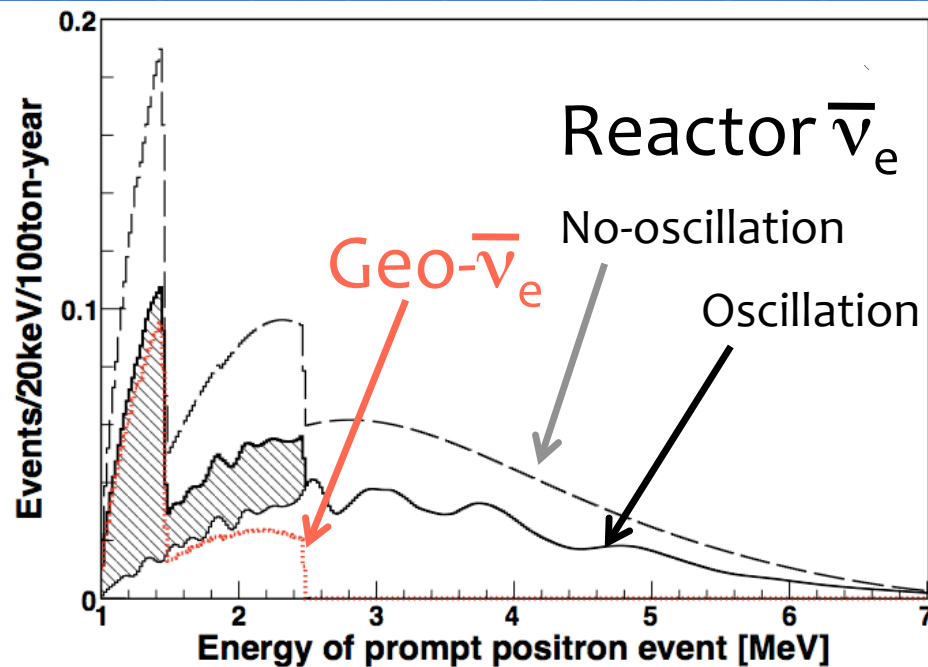 0.2
Reactor ν̅e
No-oscillation
Geo-ν̅e
Oscillation
0.1
0
1 2 3 4 5 6 7
Events/20keV/100ton-year
Energy of prompt positron event [MeV]